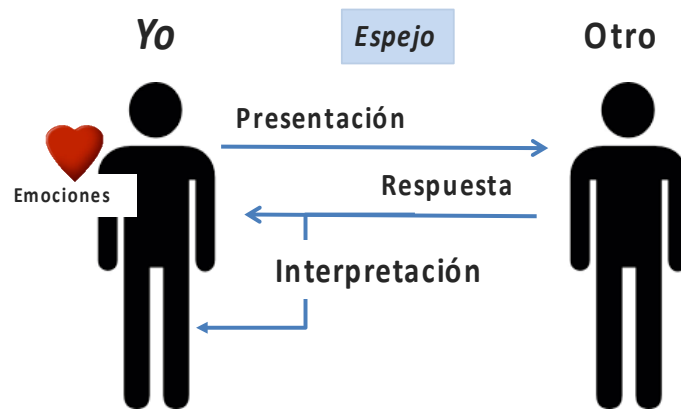 Yo
Espejo
Otro
Presentación
Respuesta
Emociones
Interpretación